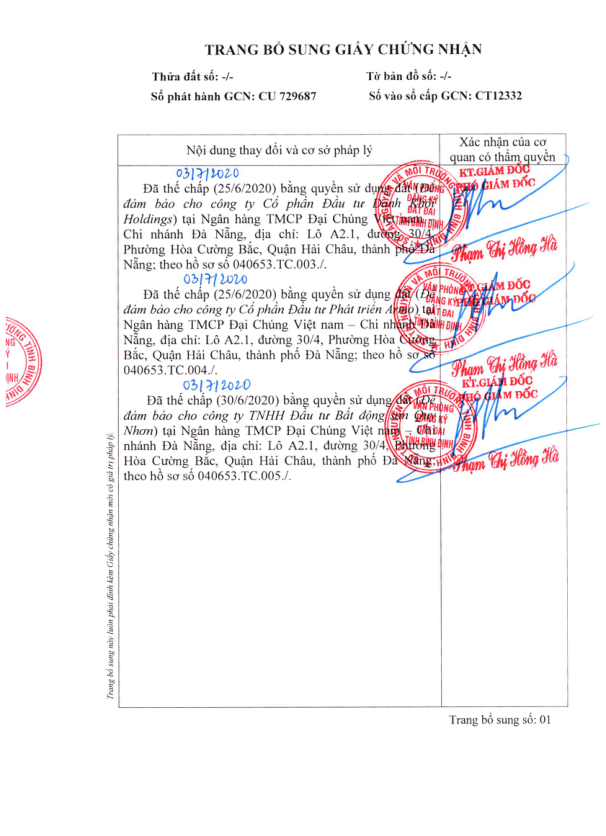 TRANG BỔ SUNG GIẤY CHỨNG NHẬN
Thửa đất số: -/-
Tờ bản đồ số: -/-
Số phát hành GCN: CU 729687
Số vào sổ cấp GCN: CT12332
Nội dung thay đổi và cơ sở pháp lý
Xác nhận của cơ
quan có thẩm quyền
03/7/2020
Đã thế chấp (25/6/2020) bằng quyền sử dụng đất (Để
đảm bảo cho công ty Cổ phần Đầu tư Danh Khôi
Holdings) tại Ngân hàng TMCP Đại Chúng Việt nam –
Chi nhánh Đà Nẵng, địa chỉ: Lô A2.1, đường 30/4,
Phường Hòa Cường Bắc, Quận Hải Châu, thành phố Đà
Nẵng; theo hồ sơ số 040653.TC.003./.
KT.GIÁM ĐỐC
PHÓ GIÁM ĐỐC
Phạm Thị Hồng Hà
03/7/2020
Đã thế chấp (25/6/2020) bằng quyền sử dụng đất (Để
đảm bảo cho công ty Cổ phần Đầu tư Phát triển Armo) tại
Ngân hàng TMCP Đại Chúng Việt nam – Chi nhánh Đà
Nẵng, địa chỉ: Lô A2.1, đường 30/4, Phường Hòa Cường
Bắc, Quận Hải Châu, thành phố Đà Nẵng; theo hồ sơ số
040653.TC.004./.
KT.GIÁM ĐỐC
PHÓ GIÁM ĐỐC
Phạm Thị Hồng Hà
03/7/2020
Đã thế chấp (30/6/2020) bằng quyền sử dụng đất (Để
đảm bảo cho công ty TNHH Đầu tư Bất động sản Quy
Nhơn) tại Ngân hàng TMCP Đại Chúng Việt nam – Chi
nhánh Đà Nẵng, địa chỉ: Lô A2.1, đường 30/4, Phường
Hòa Cường Bắc, Quận Hải Châu, thành phố Đà Nẵng;
theo hồ sơ số 040653.TC.005./.
KT.GIÁM ĐỐC
PHÓ GIÁM ĐỐC
Phạm Thị Hồng Hà
VĂN PHÒNG
ĐĂNG KÝ
ĐẤT ĐAI
TỈNH BÌNH ĐỊNH
Trang bổ sung này luôn phải đính kèm Giấy chứng nhận mới có giá trị pháp lý.
Trang bổ sung số: 01